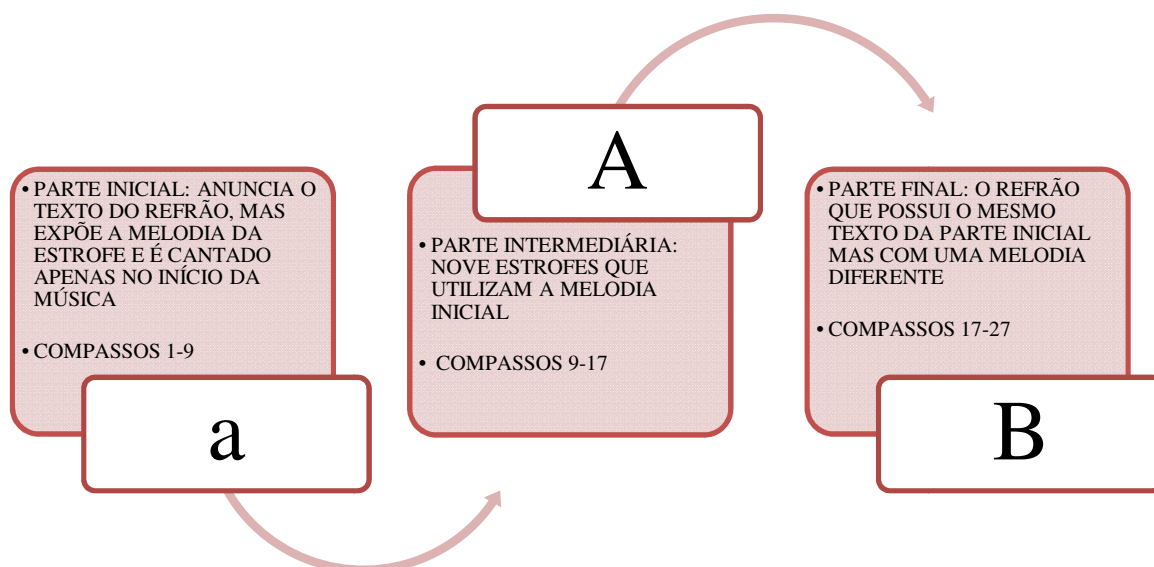 • PARTE INICIAL: ANUNCIA O
TEXTO DO REFRÃO, MAS
EXPÕE A MELODIA DA
ESTROFE E É CANTADO
APENAS NO INÍCIO DA
MÚSICA
• COMPASSOS 1-9
a
A
• PARTE INTERMEDIÁRIA:
NOVE ESTROFES QUE
UTILIZAM A MELODIA
INICIAL
• COMPASSOS 9-17
• PARTE FINAL: O REFRÃO
QUE POSSUI O MESMO
TEXTO DA PARTE INICIAL
MAS COM UMA MELODIA
DIFERENTE
• COMPASSOS 17-27
B